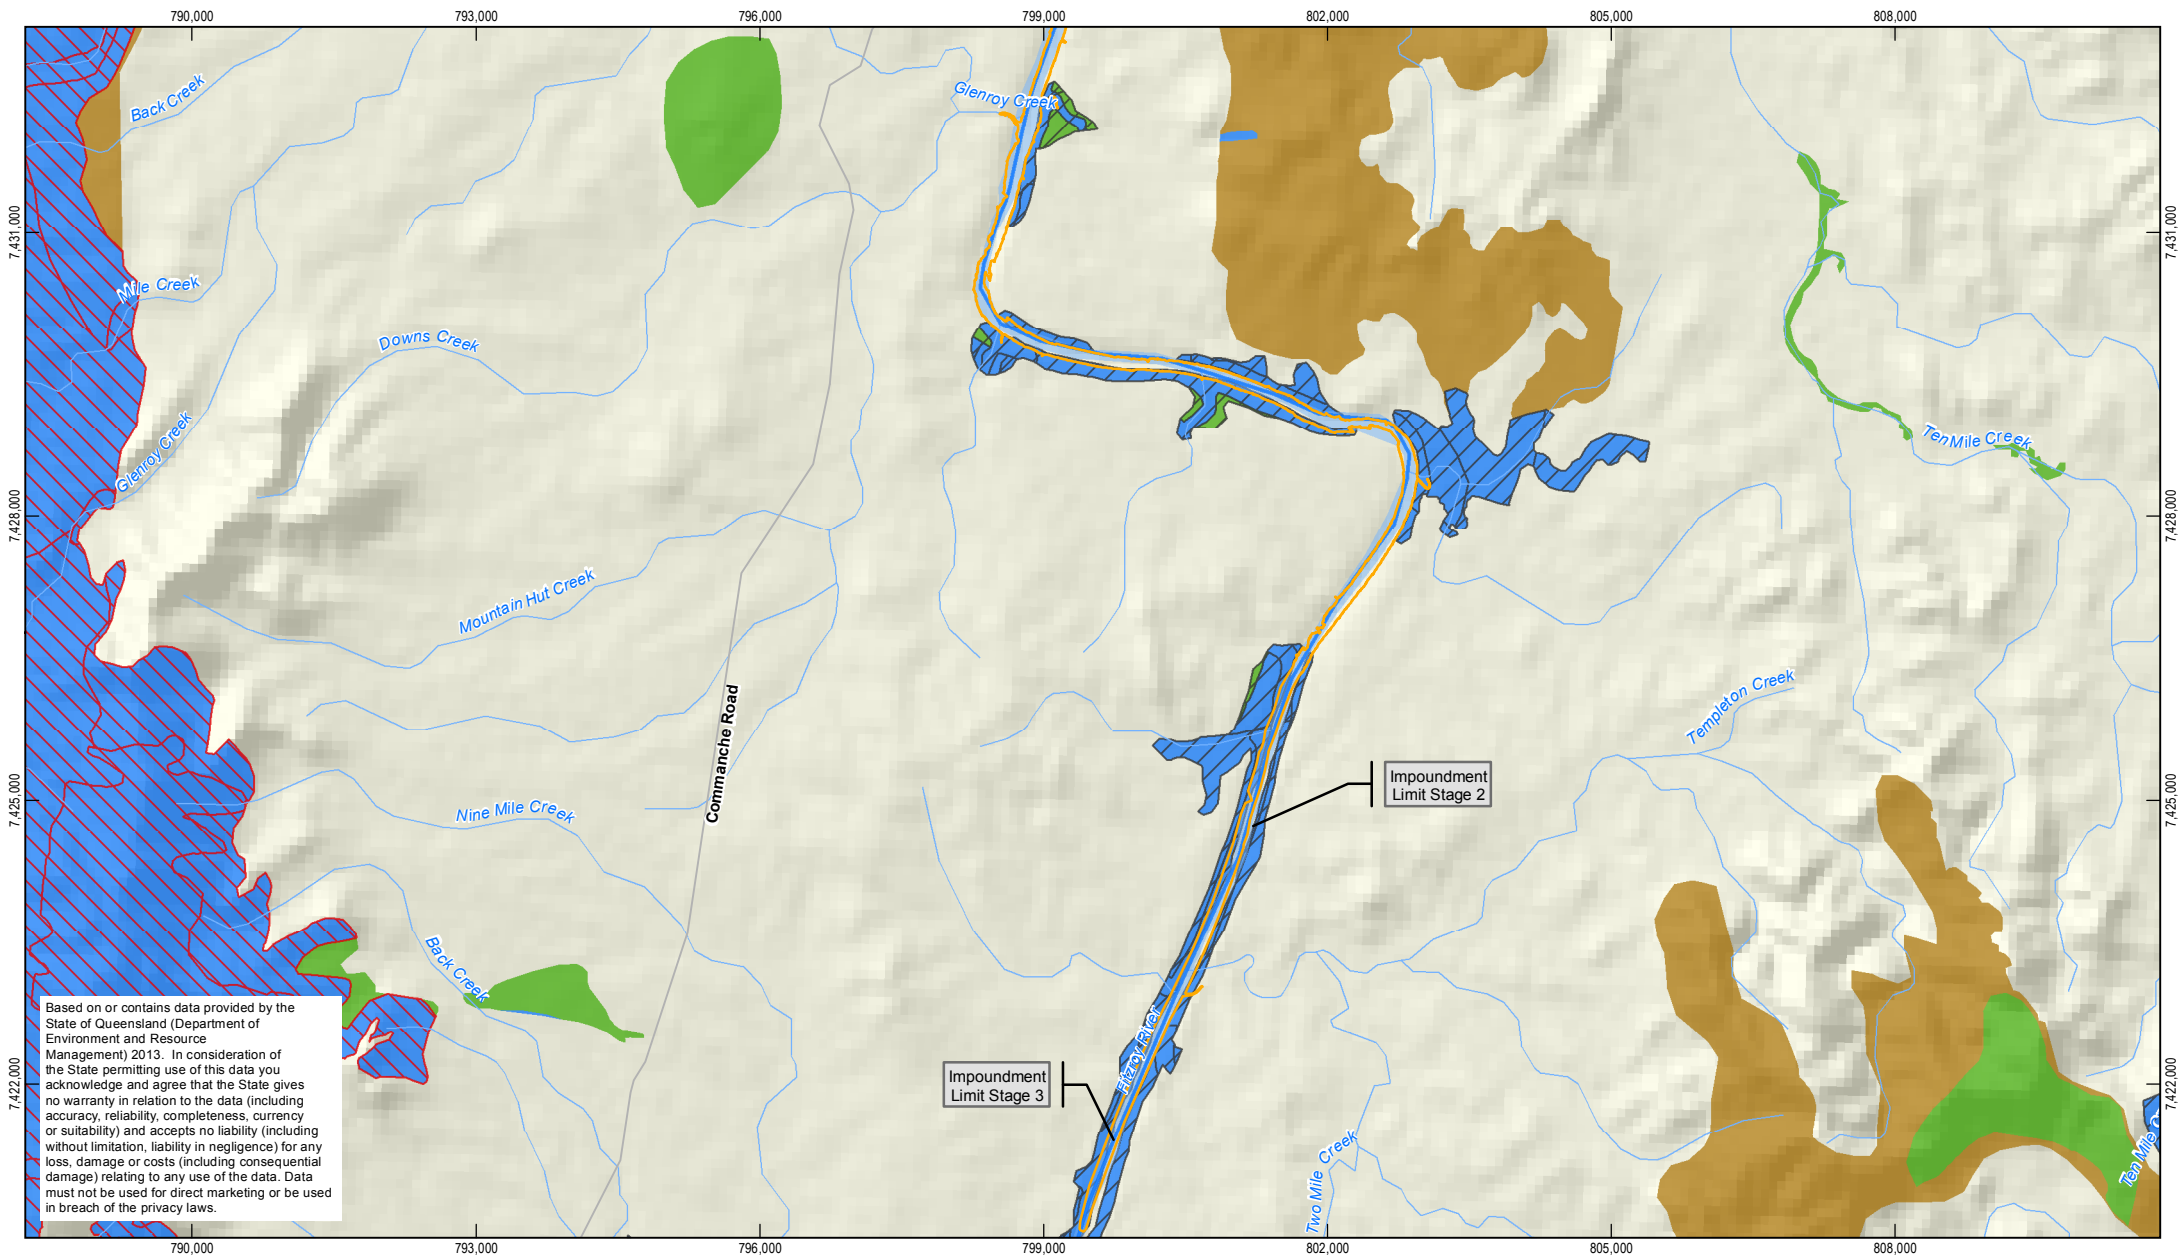 790,000
793,000
796,000
799,000
802,000
805,000
808,000
Back Creek
Glenroy Creek
7,431,000
7,431,000
Mile Creek
Downs Creek
Glenroy Creek
Ten Mile Creek
7,428,000
7,428,000
Mountain Hut Creek
Templeton Creek
Commanche Road
Impoundment
Limit Stage 2
7,425,000
7,425,000
Nine Mile Creek
Back Creek
Fitzroy River
Impoundment
Limit Stage 3
7,422,000
7,422,000
Two Mile Creek
Ten Mile
Based on or contains data provided by the
State of Queensland (Department of
Environment and Resource
Management) 2013. In consideration of
the State permitting use of this data you
acknowledge and agree that the State gives
no warranty in relation to the data (including
accuracy, reliability, completeness, currency
or suitability) and accepts no liability (including
without limitation, liability in negligence) for any
loss, damage or costs (including consequential
damage) relating to any use of the data. Data
must not be used for direct marketing or be used
in breach of the privacy laws.
790,000
793,000
796,000
799,000
802,000
805,000
808,000